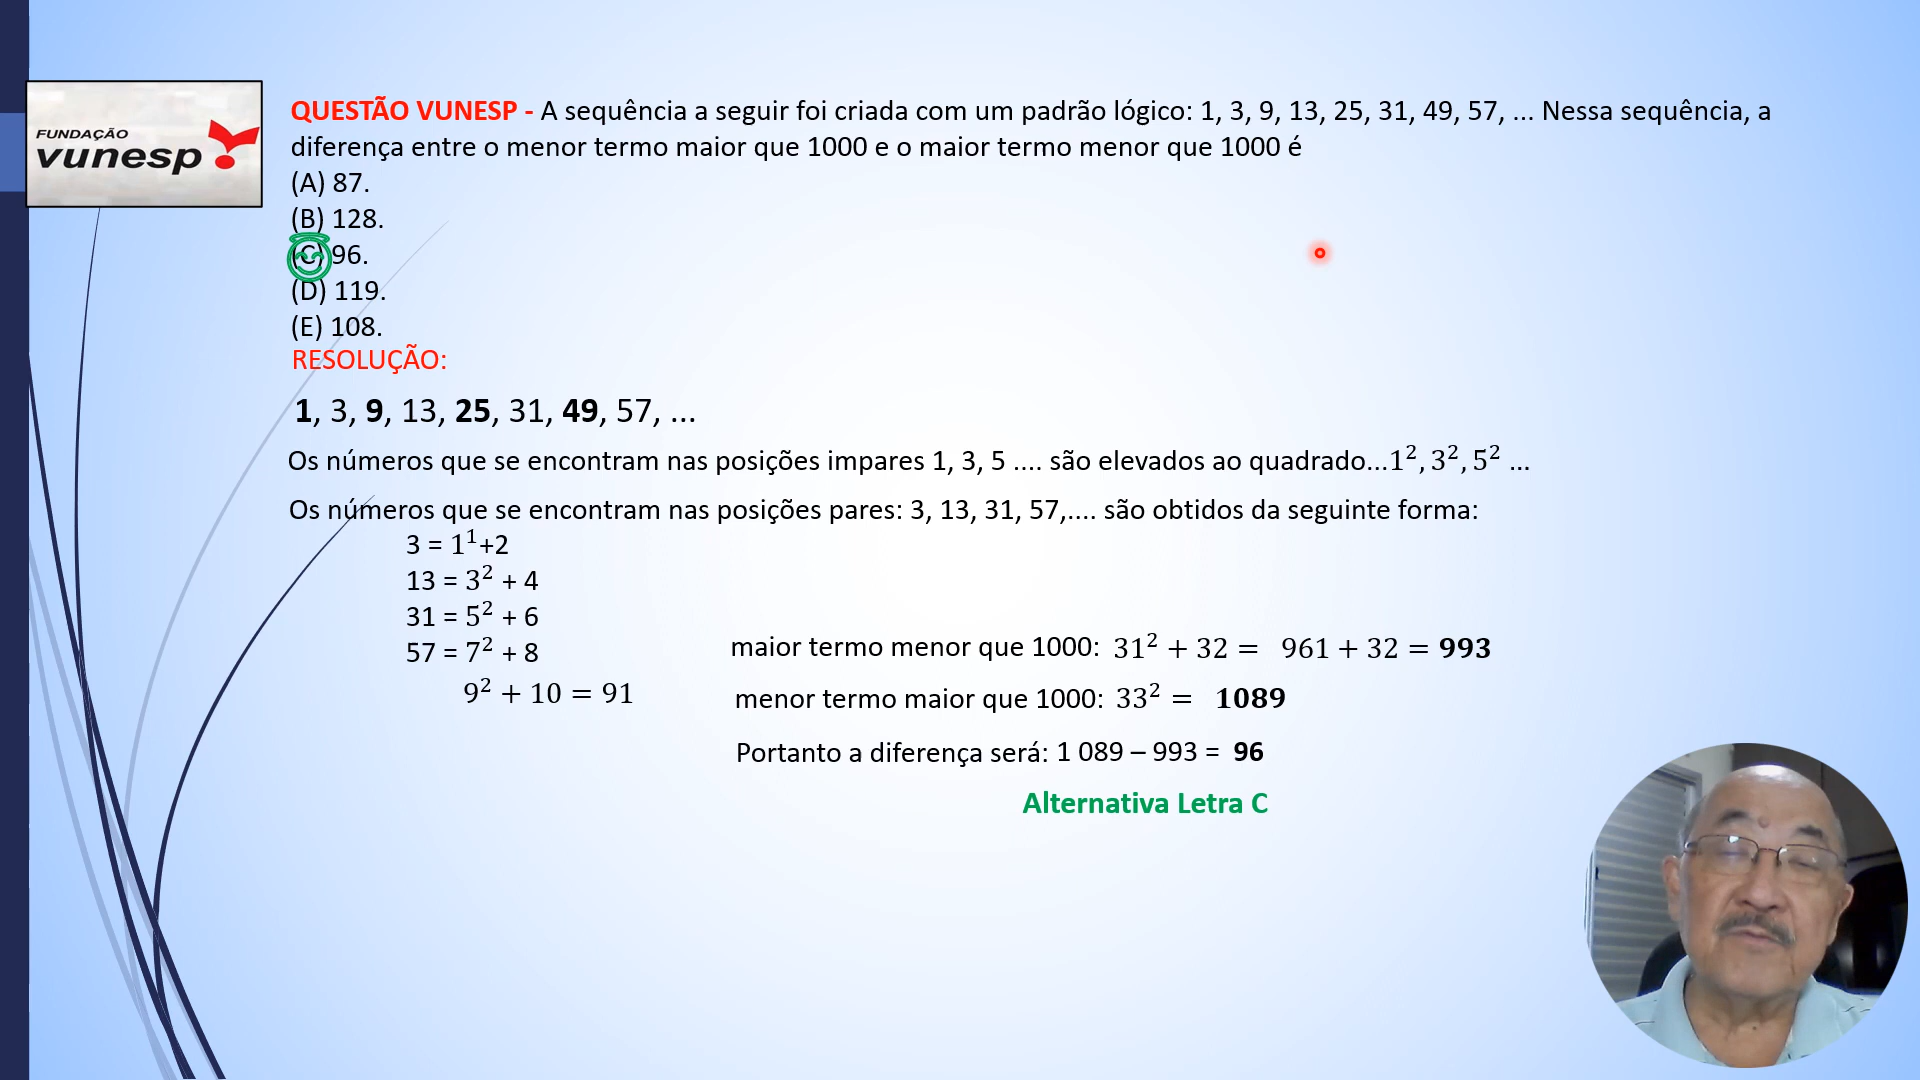 FUNDAÇÃO
vunesp
QUESTÃO VUNESP - A sequência a seguir foi criada com um padrão lógico: 1, 3, 9, 13, 25, 31, 49, 57, ... Nessa sequência, a
diferença entre o menor termo maior que 1000 e o maior termo menor que 1000 é
(A) 87.
(B) 128.
(C) 96.
(D) 119.
(E) 108.
RESOLUÇÃO:
1, 3, 9, 13, 25, 31, 49, 57, ...
Os números que se encontram nas posições impares 1, 3, 5 .... são elevados ao quadrado...1², 3², 5² ...
Os números que se encontram nas posições pares: 3, 13, 31, 57,.... são obtidos da seguinte forma:
3 = 1¹+2
13 = 3² + 4
31 = 5² + 6
57 = 7² + 8
9² + 10 = 91
maior termo menor que 1000: 31² + 32 = 961 + 32 = 993
menor termo maior que 1000: 33² = 1089
Portanto a diferença será: 1 089 – 993 = 96
Alternativa Letra C